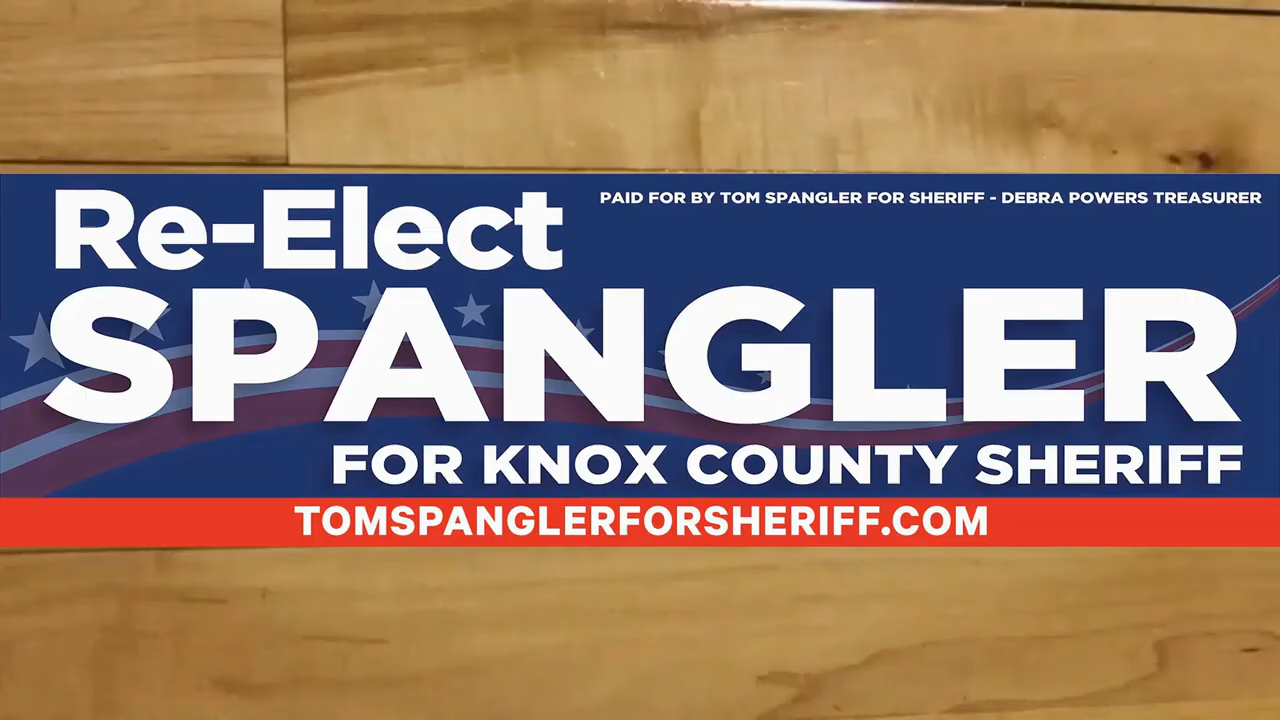 Re-Elect
PAID FOR BY TOM SPANGLER FOR SHERIFF - DEBRA POWERS TREASURER
SPANGLER
FOR KNOX COUNTY SHERIFF
TOMSPANGLERFORSHERIFF.COM